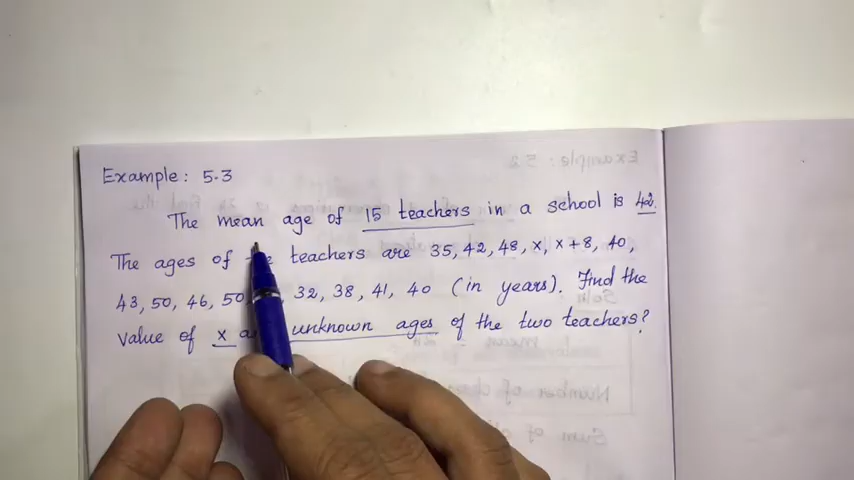 Example: 5.3
The mean age of 15 teachers in a school is 42.
The ages of teachers are 35, 42, 48, x, x+8, 40,
43, 50, 46, 50, 32, 38, 41, 40 (in years). Find the
value of x unknown ages of the two teachers?